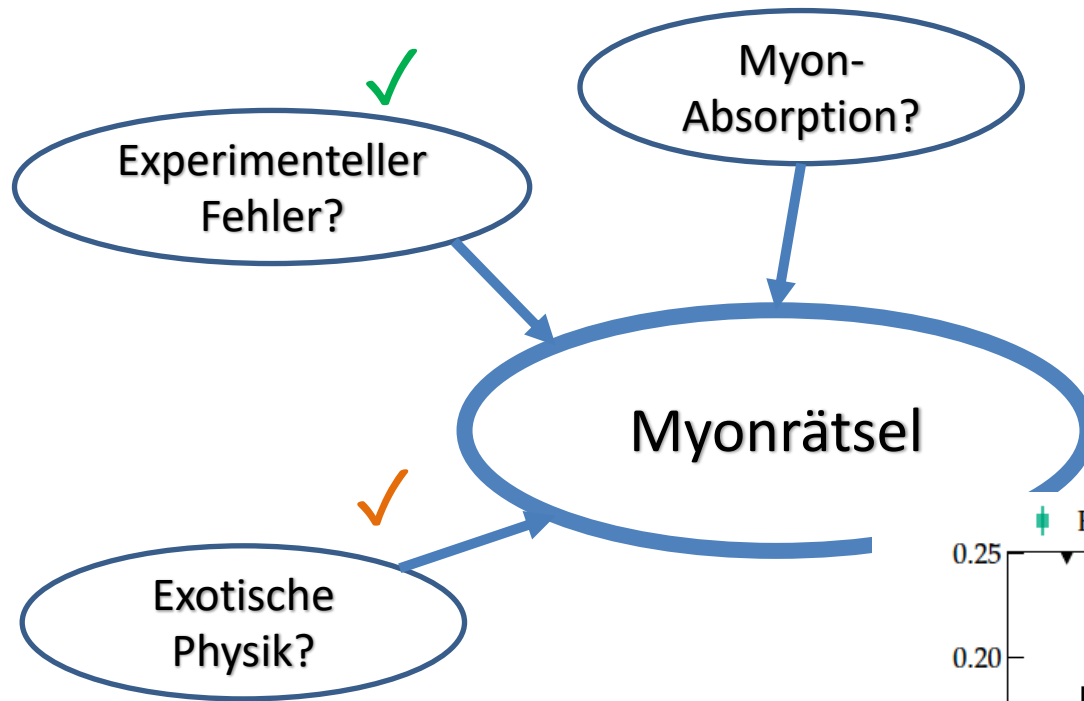 Myon-
Absorption?
Experimenteller
Fehler?
Myonrätsel
Exotische
Physik?
0.25
0.20